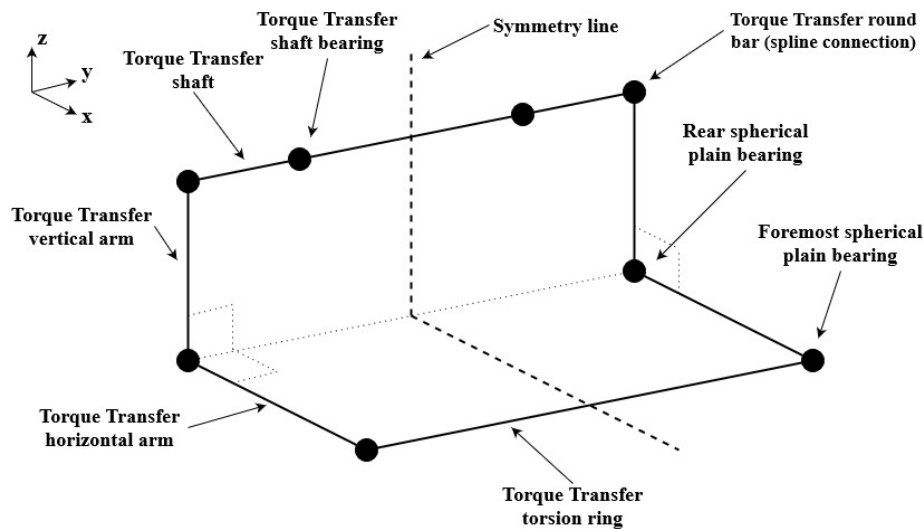 z
y
x
Torque Transfer
shaft
Torque Transfer
shaft bearing
Symmetry line
Torque Transfer round
bar (spline connection)
Rear spherical
plain bearing
Torque Transfer
vertical arm
Foremost spherical
plain bearing
Torque Transfer
horizontal arm
Torque Transfer
torsion ring